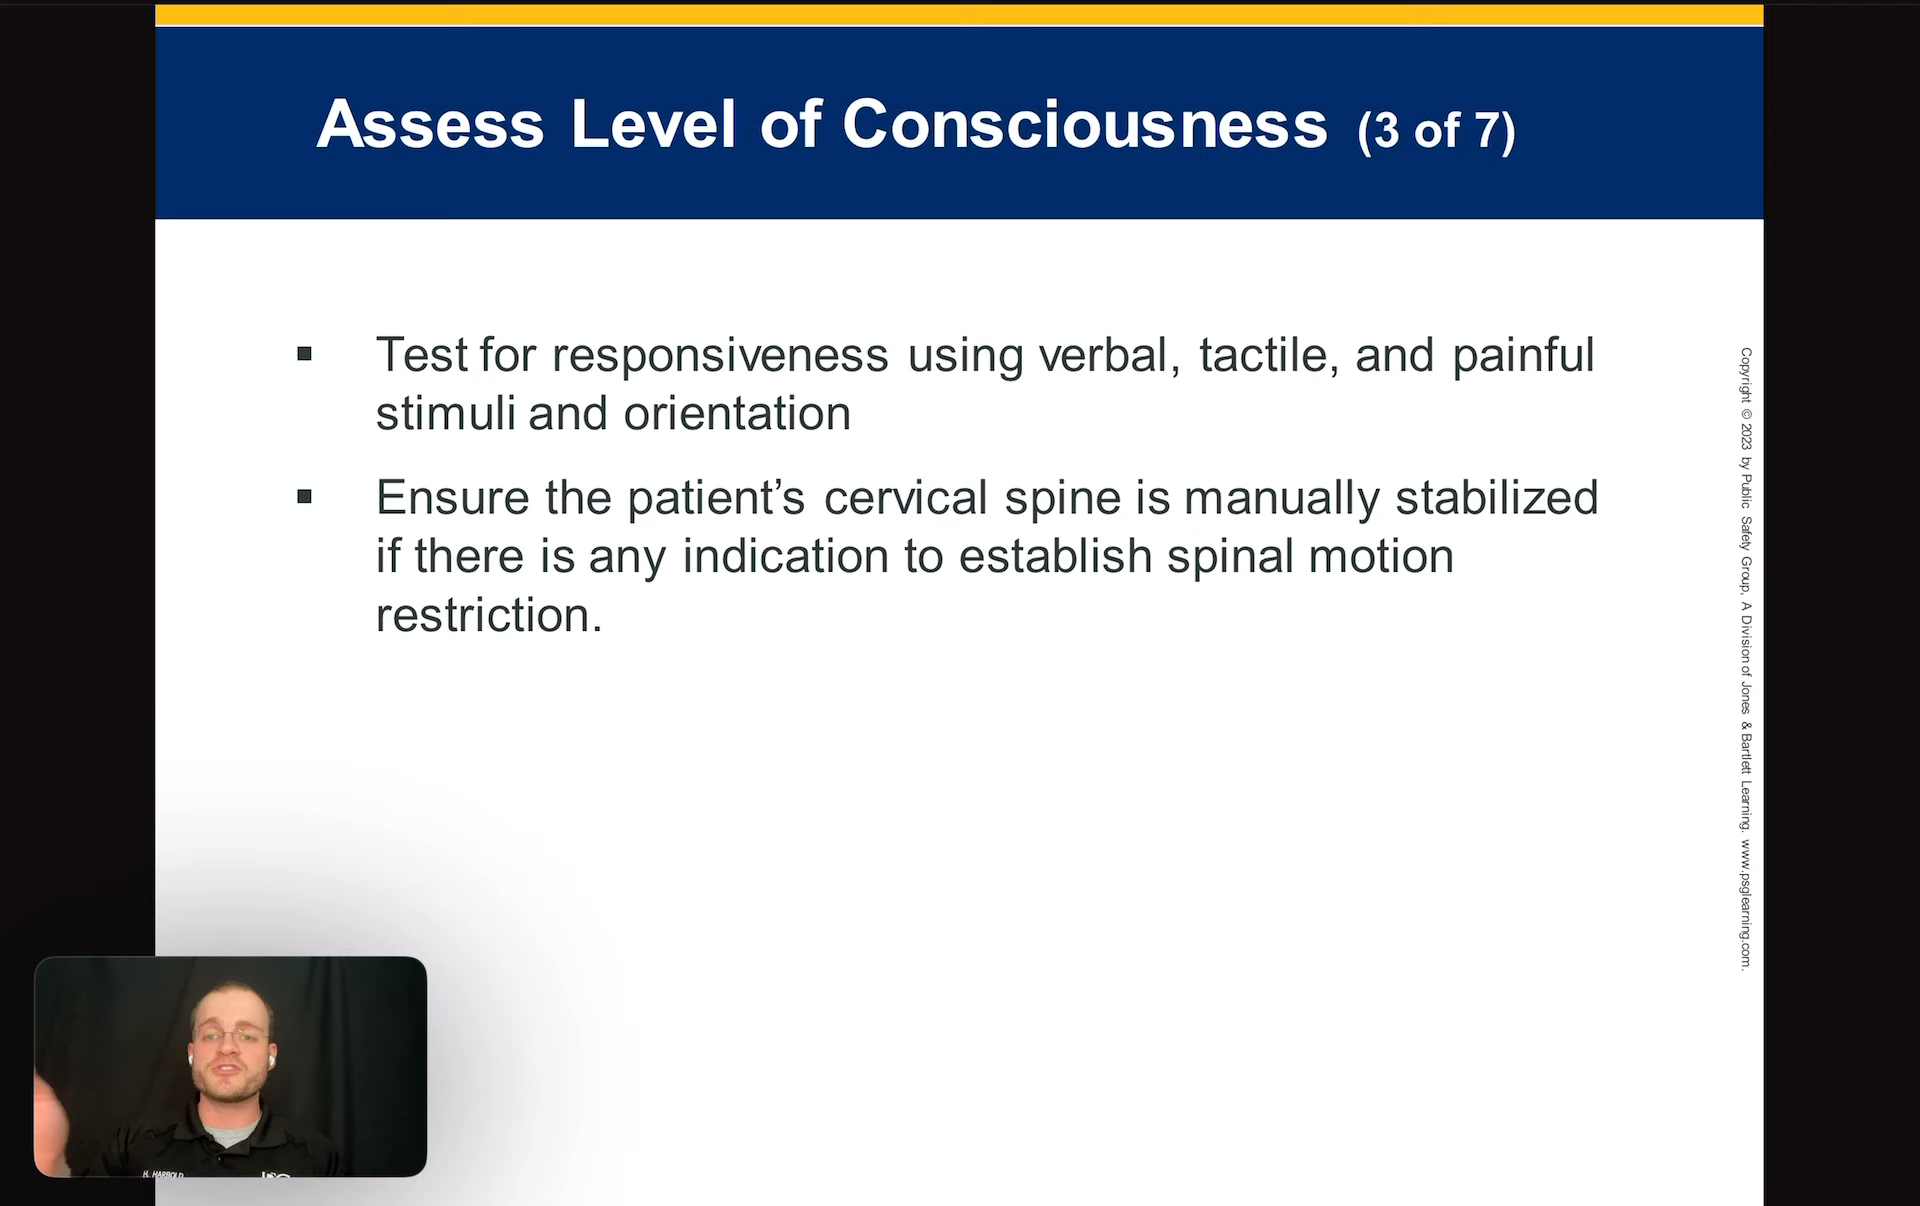 Assess Level of Consciousness (3 of 7)
▪ Test for responsiveness using verbal, tactile, and painful
stimuli and orientation
▪ Ensure the patient’s cervical spine is manually stabilized
if there is any indication to establish spinal motion
restriction.
Copyright © 2023 by Public Safety Group, A Division of Jones & Bartlett Learning. www.psglearning.com.
H. HARBOLD